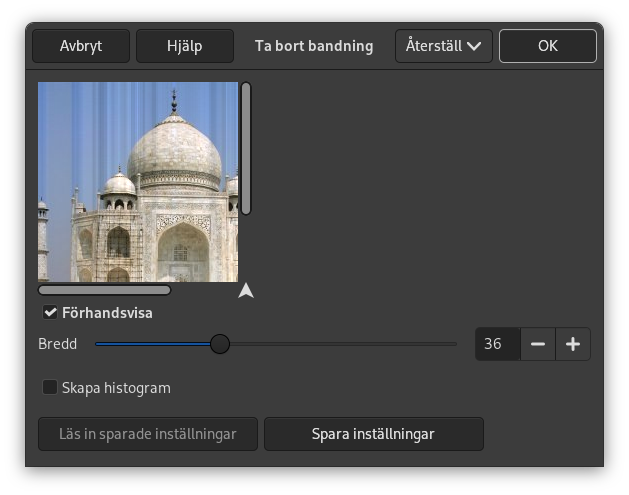 Avbryt Hjälp Ta bort bandning Återställ OK
Förhandsvisa
Bredd 36
Skapa histogram
Läs in sparade inställningar Spara inställningar